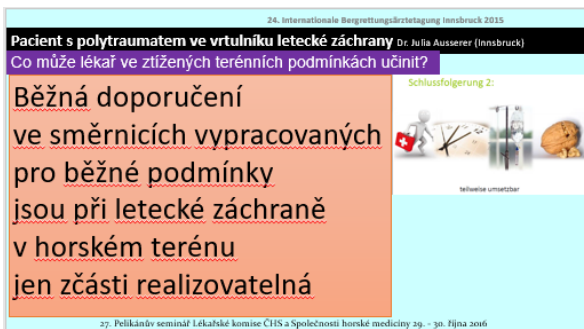 24. Internationale Bergrettungsärztetagung Innsbruck 2015
Pacient s polytraumatem ve vrtulníku letecké záchrany Dr. Julia Ausserer (Innsbruck)
Co může lékař ve ztížených terénních podmínkách učinit?
Běžná doporučení
ve směrnicích vypracovaných
pro běžné podmínky
jsou při letecké záchraně
v horském terénu
jen zčásti realizovatelná
Schlussfolgerung 2:
teilweise umsetzbar
27. Pelikánův seminář Lékařské komise ČHS a Společnosti horské medicíny 29. - 30. října 2016